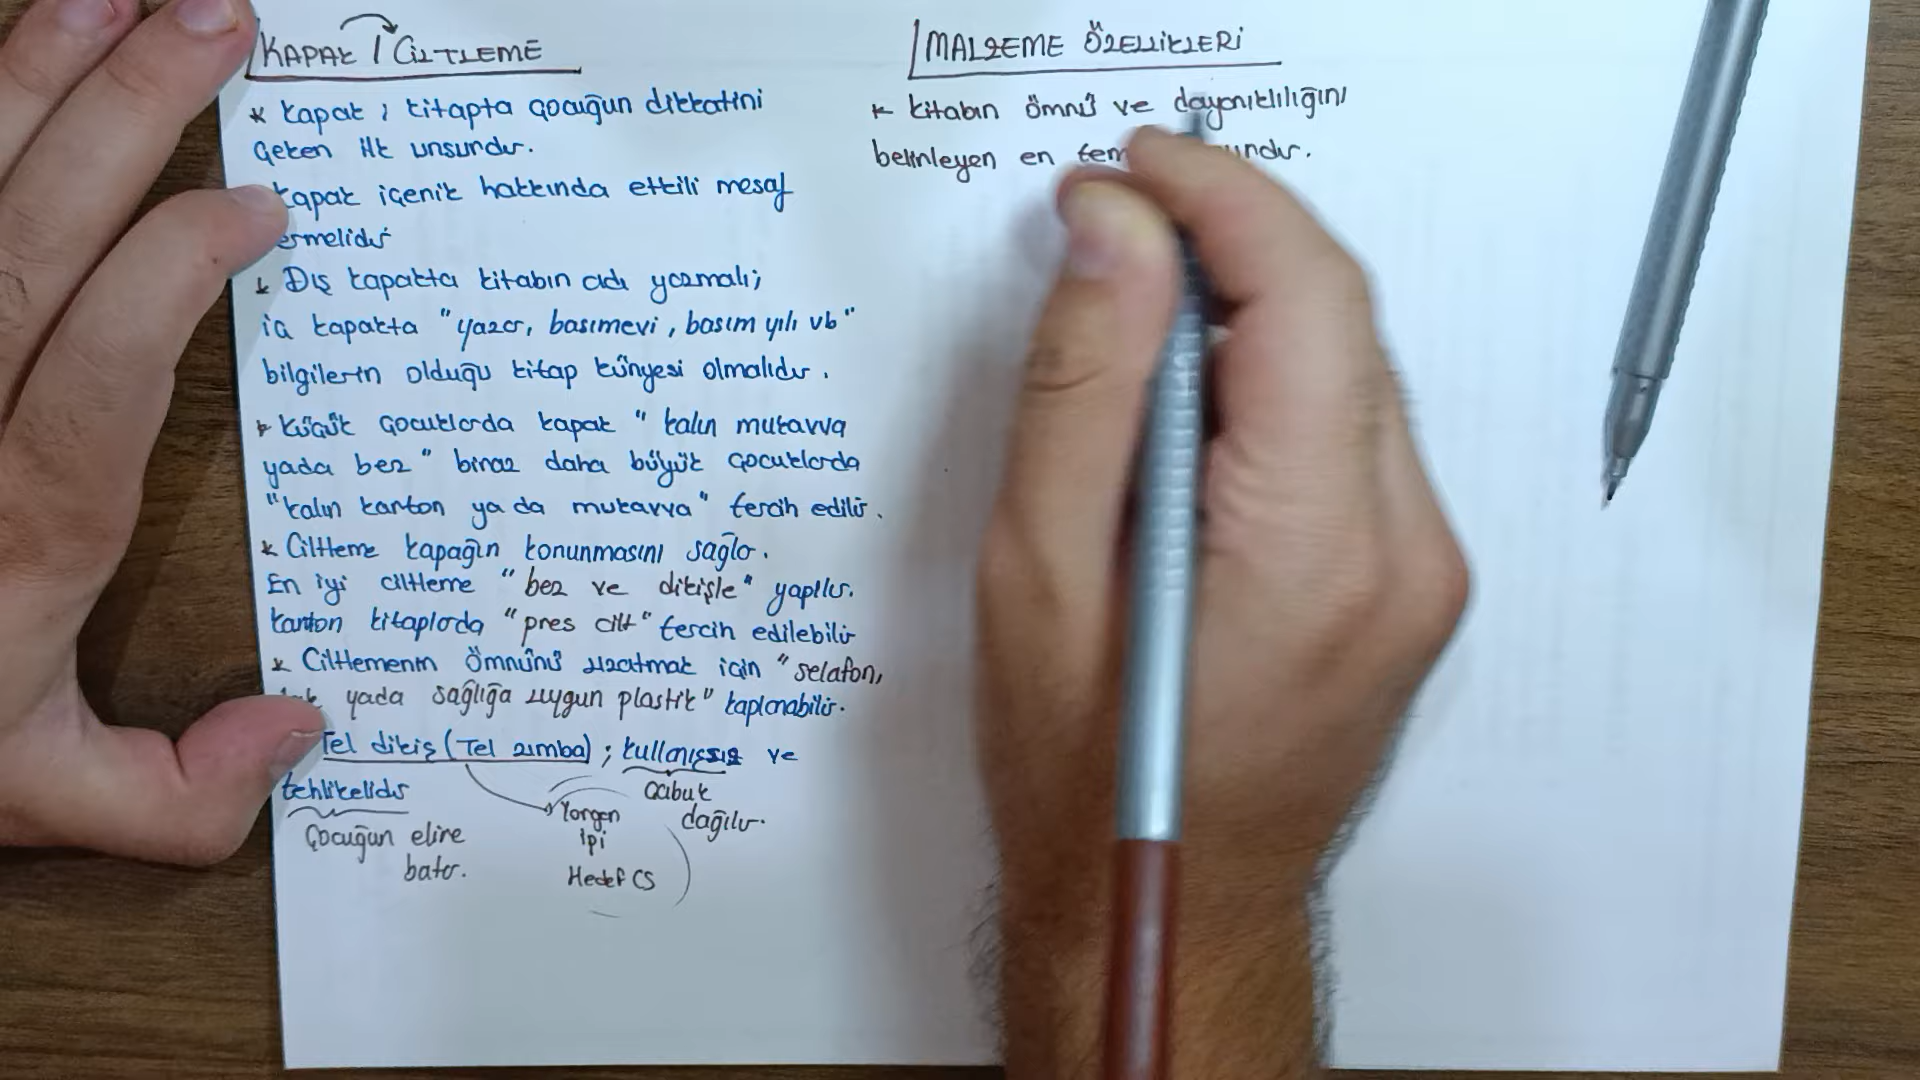 KAPAK / CİLTLEME
* Kapak ; kitapta çocuğun dikkatini
çeken ilk unsurdur.
kapak içerik hakkında etkili mesaj
ermelidir
* Dış kapakta kitabın adı yazmalı;
iç kapakta "yazar, basımevi, basım yılı vb"
bilgilerin olduğu kitap künyesi olmalıdır.
* Küçük çocuklarda kapak "kalın mukavva
yada bez" biraz daha büyük çocuklarda
"kalın karton ya da mukavva" tercih edilir.
* Ciltleme kapağın korunmasını sağlar.
En iyi ciltleme "bez ve dikişle" yapılır.
karton kitaplarda "pres cilt" tercih edilebilir
* Ciltlemenin ömrünü uzatmak için "selafon,
yada sağlığa uygun plastik" kaplanabilir.
Tel dikiş (Tel zımba) ; kullanışsız ve
tehlikelidir
Çabuk
dağılır.
Yorgan
ipi
Hedef CS
Çocuğun eline
batar.
MALZEME ÖZELLİKLERİ
* kitabın ömrü ve dayanıklılığını
belirleyen en